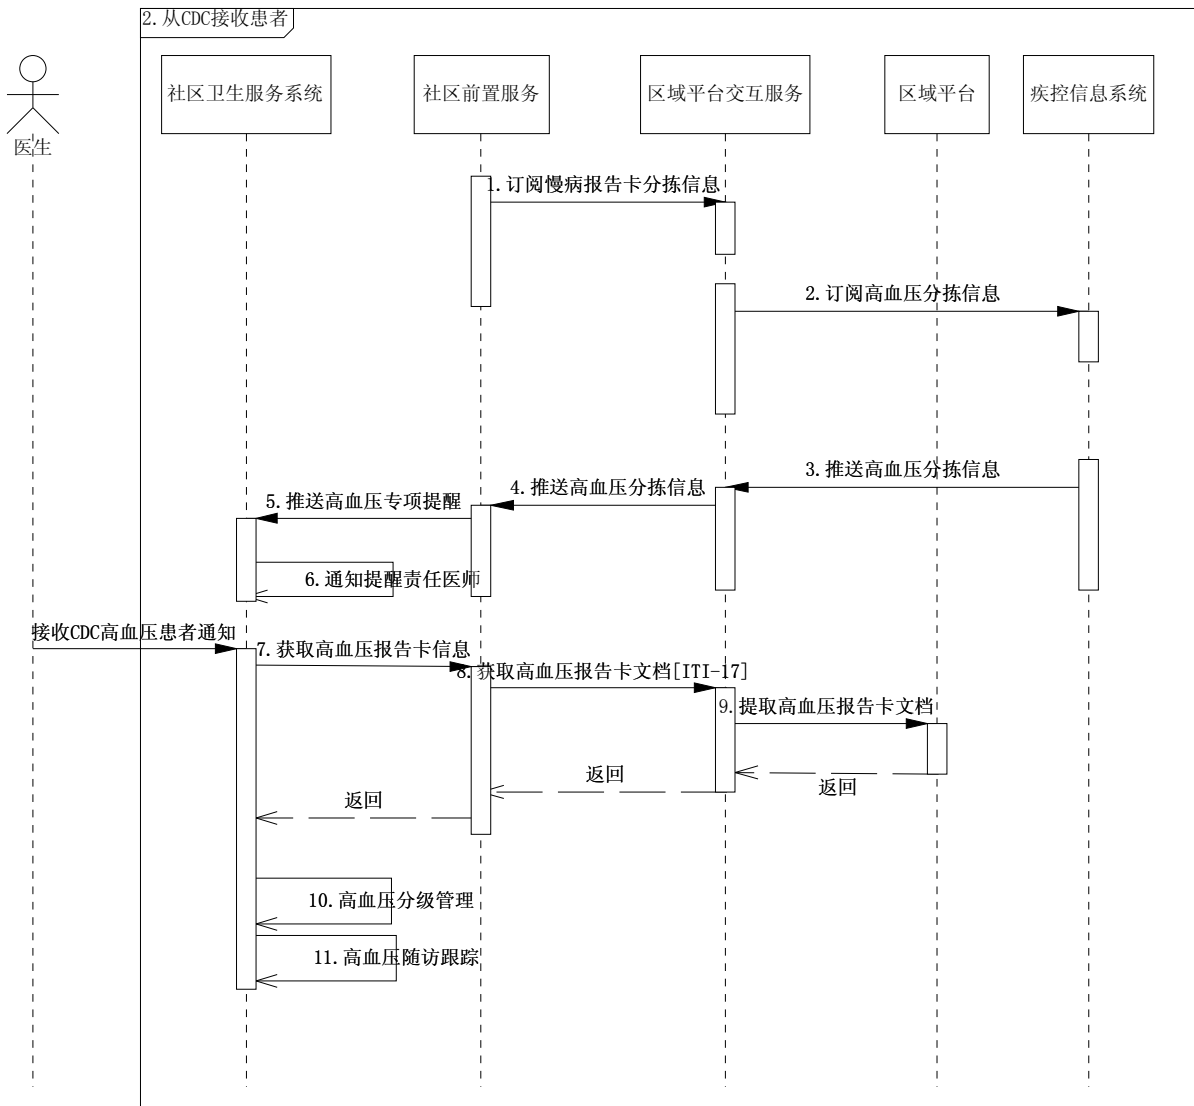 2.从CDC接收患者
医生
社区卫生服务系统
社区前置服务
区域平台交互服务
区域平台
疾控信息系统
1.订阅慢病报告卡分拣信息
2.订阅高血压分拣信息
3.推送高血压分拣信息
4.推送高血压分拣信息
5.推送高血压专项提醒
6.通知提醒责任医师
接收CDC高血压患者通知
7.获取高血压报告卡信息
8.获取高血压报告卡文档[ITI-17]
9.提取高血压报告卡文档
返回
返回
返回
10.高血压分级管理
11.高血压随访跟踪